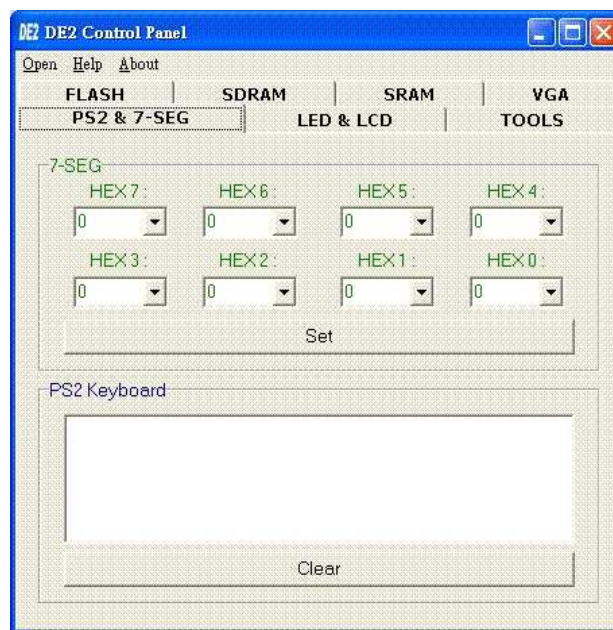 DE2 DE2 Control Panel
Open Help About
FLASH SDRAM SRAM VGA
PS2 & 7-SEG LED & LCD TOOLS
7-SEG
HEX 7 : HEX 6 : HEX 5 : HEX 4 :
0 0 0 0
HEX 3 : HEX 2 : HEX 1 : HEX 0 :
0 0 0 0
Set
PS2 Keyboard
Clear